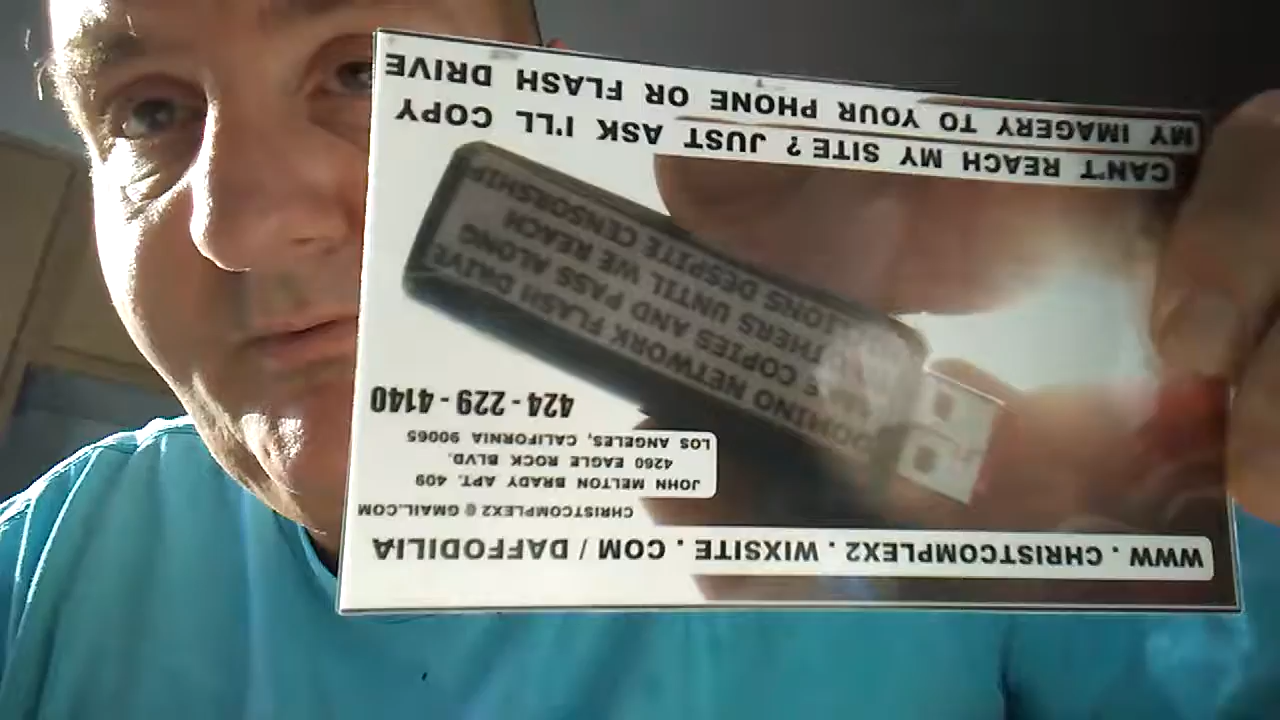 WWW . CHRISTCOMPLEX2 . WIXSITE . COM / DAFFODILIA
CHRISTCOMPLEX2 @ GMAIL.COM
JOHN MELTON BRADY APT. 409
4260 EAGLE ROCK BLVD.
LOS ANGELES, CALIFORNIA 90065
424 - 229 - 4140
DOMINO NETWORK FLASH DRIVE
COPIES AND PASS ALONG
OTHERS UNTIL WE REACH
DESPITE CENSORSHIP
CAN'T REACH MY SITE ? JUST ASK I'LL COPY
MY IMAGERY TO YOUR PHONE OR FLASH DRIVE